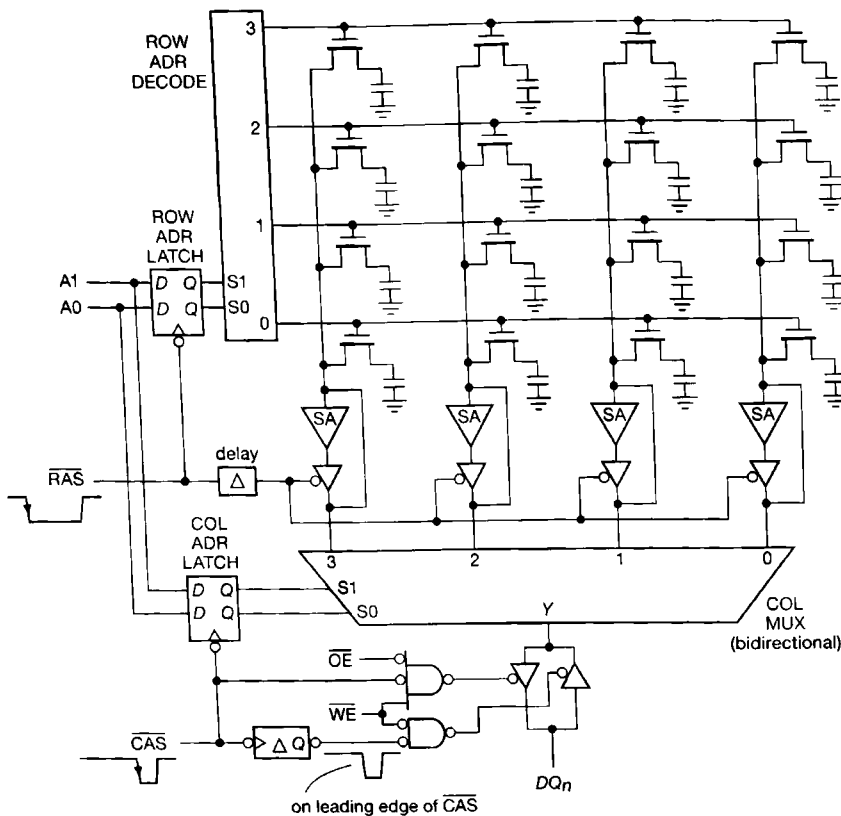 ROW
ADR
DECODE
3
2
1
0
ROW
ADR
LATCH
A1
A0
D Q
D Q
S1
S0
SA
SA
SA
SA
delay
Δ
RAS
COL
ADR
LATCH
D Q
D Q
3
2
1
0
S1
S0
Y
COL
MUX
(bidirectional)
OE
WE
CAS
Δ Q
on leading edge of CAS
DQn